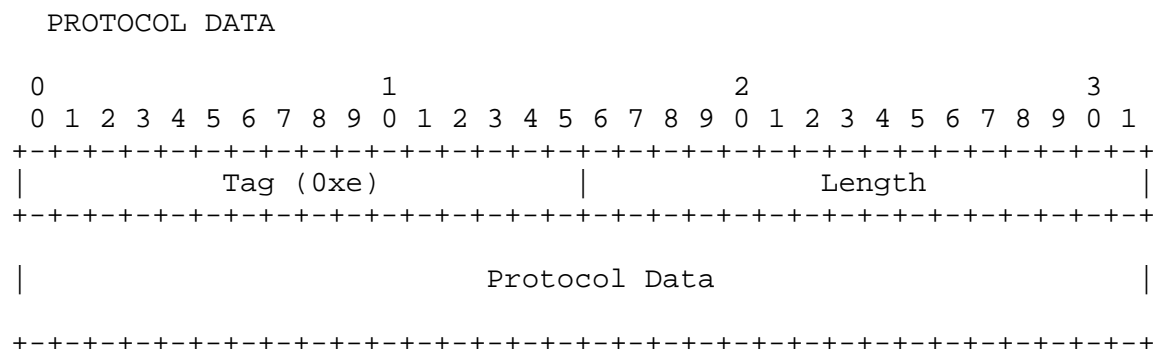 PROTOCOL DATA
0                   1                   2                   3
0 1 2 3 4 5 6 7 8 9 0 1 2 3 4 5 6 7 8 9 0 1 2 3 4 5 6 7 8 9 0 1
+-+-+-+-+-+-+-+-+-+-+-+-+-+-+-+-+-+-+-+-+-+-+-+-+-+-+-+-+-+-+-+-+
|           Tag (0xe)           |             Length            |
+-+-+-+-+-+-+-+-+-+-+-+-+-+-+-+-+-+-+-+-+-+-+-+-+-+-+-+-+-+-+-+-+
|                          Protocol Data                        |
+-+-+-+-+-+-+-+-+-+-+-+-+-+-+-+-+-+-+-+-+-+-+-+-+-+-+-+-+-+-+-+-+